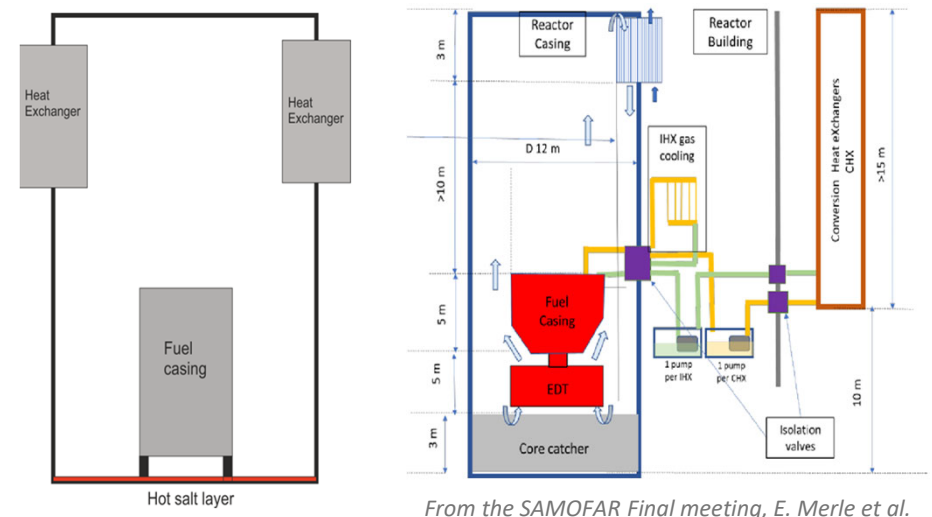 Heat
Exchanger
Heat
Exchanger
Fuel
casing
Hot salt layer
Reactor
Casing
Reactor
Building
3 m
D 12 m
>10 m
IHX gas
cooling
Conversion Heat eXchangers
CHX
>15 m
Fuel
Casing
5 m
EDT
5 m
1 pump
per IHX
1 pump
per CHX
10 m
Isolation
valves
Core catcher
3 m
From the SAMOFAR Final meeting, E. Merle et al.